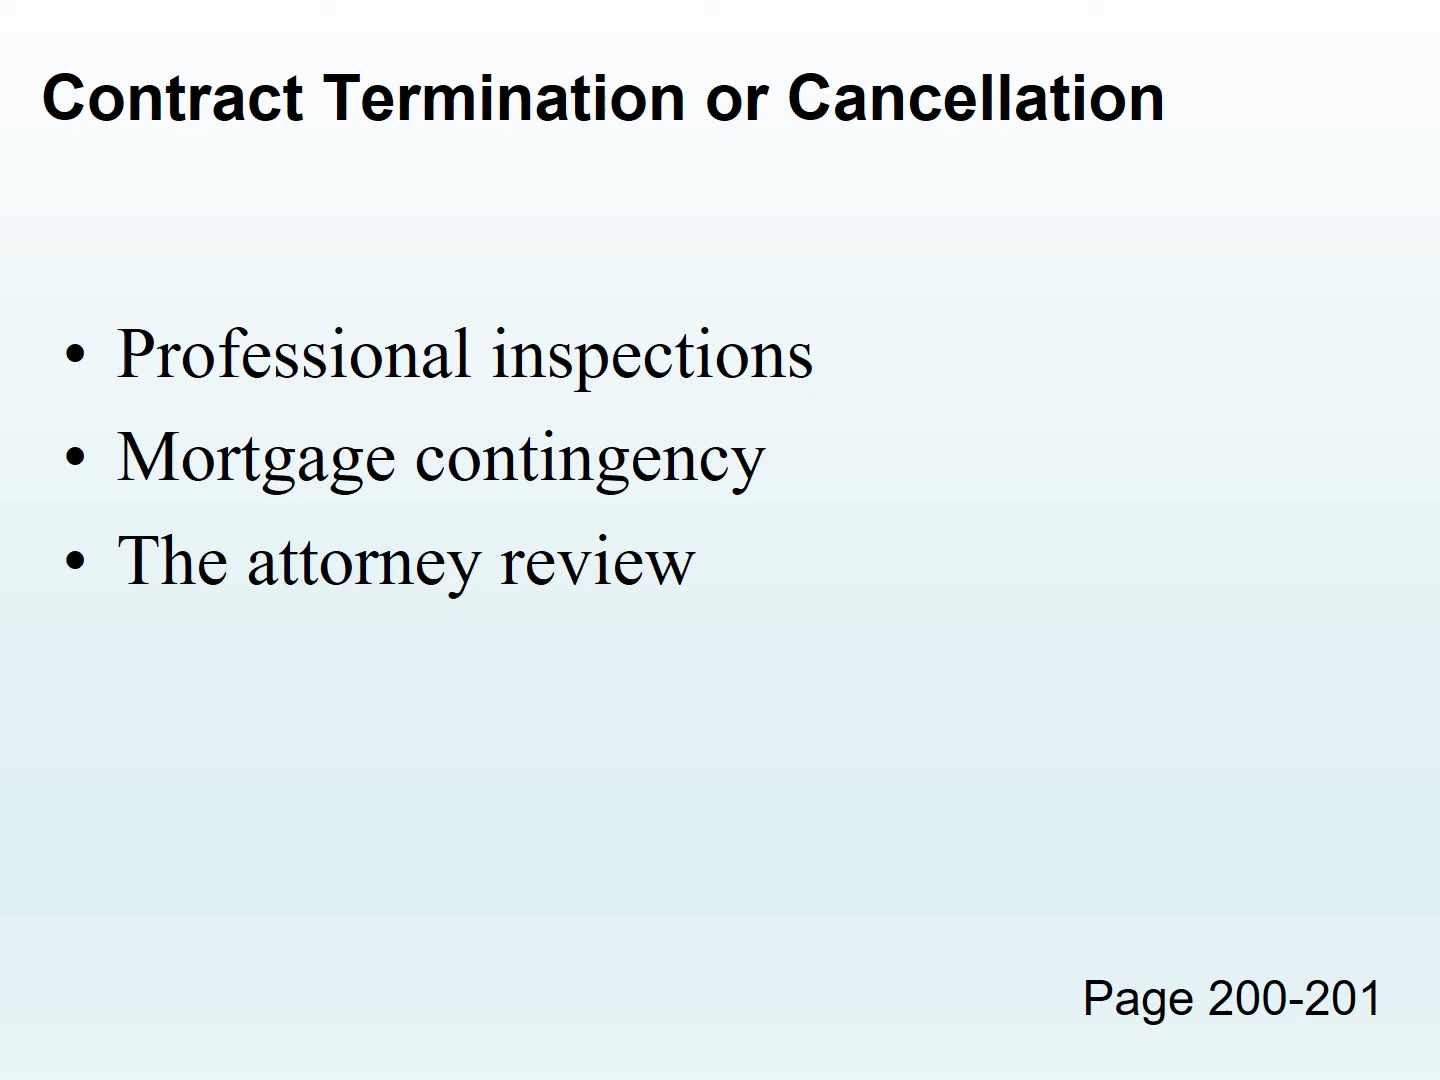 Contract Termination or Cancellation
• Professional inspections
• Mortgage contingency
• The attorney review
Page 200-201